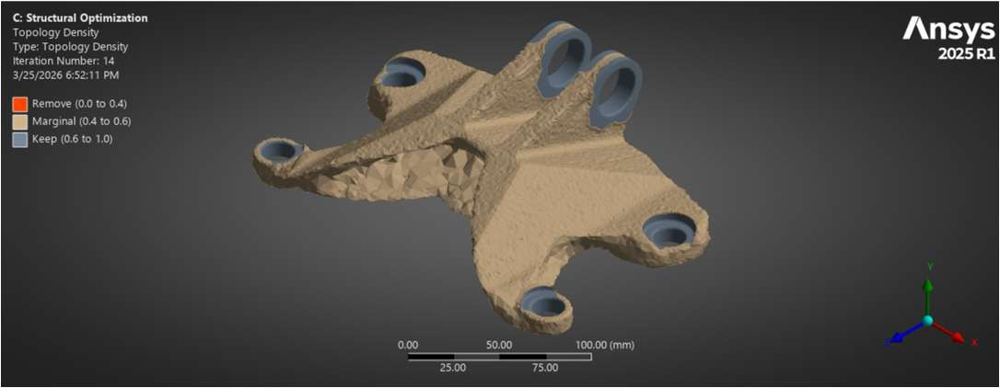 C: Structural Optimization
Topology Density
Type: Topology Density
Iteration Number: 14
3/25/2026 6:52:11 PM
Remove (0.0 to 0.4)
Marginal (0.4 to 0.6)
Keep (0.6 to 1.0)
Ansys
2025 R1
0.00 50.00 100.00 (mm)
25.00 75.00
Y
Z
X